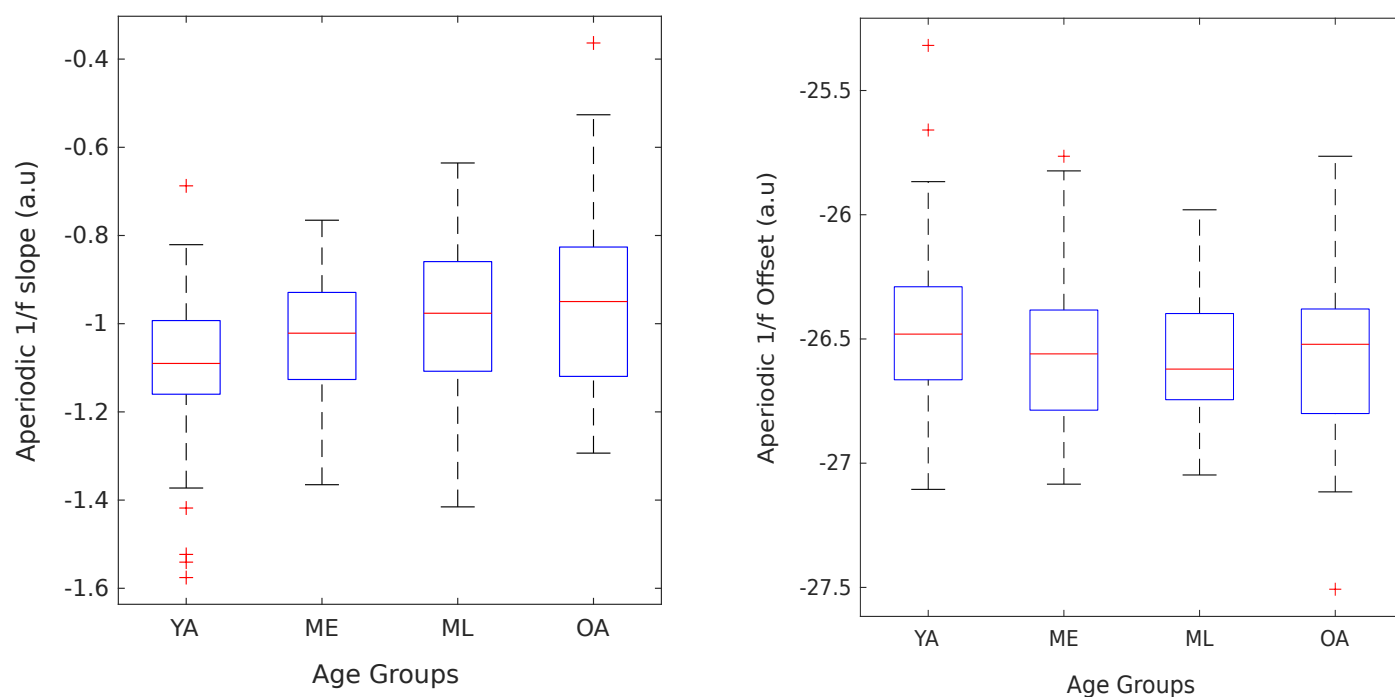 Aperiodic 1/f slope (a.u)
-0.4
-0.6
-0.8
-1
-1.2
-1.4
-1.6
YA ME ML OA
Age Groups
Aperiodic 1/f Offset (a.u)
-25.5
-26
-26.5
-27
-27.5
YA ME ML OA
Age Groups